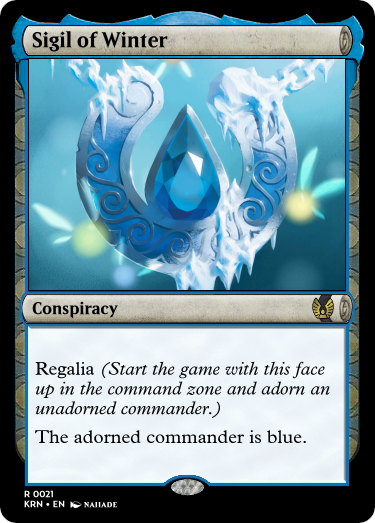 Sigil of Winter
Conspiracy
Regalia (Start the game with this face
up in the command zone and adorn an
unadorned commander.)
The adorned commander is blue.
R 0021
KRN • EN NAIIADE